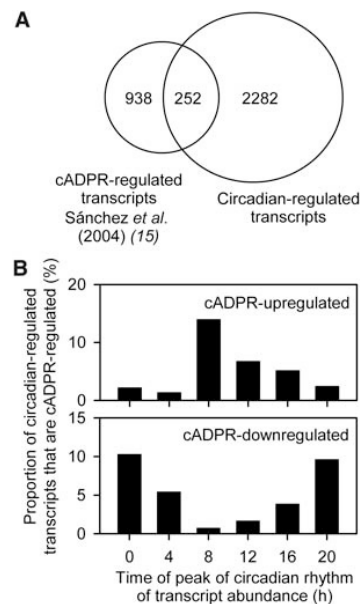 A
938
252
2282
cADPR-regulated
transcripts
Sánchez et al.
(2004) (15)
Circadian-regulated
transcripts
B
Proportion of circadian-regulated
transcripts that are cADPR-regulated (%)
20
10
0
cADPR-upregulated
15
10
5
0
cADPR-downregulated
0 4 8 12 16 20
Time of peak of circadian rhythm
of transcript abundance (h)